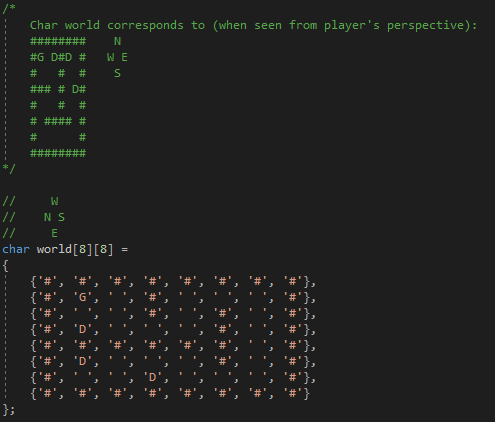 /*
    Char world corresponds to (when seen from player's perspective):
    ########    N
    #G D#D #   W E
    #   #  #    S
    ### # D#
    #   #  #
    # #### #
    #      #
    ########
*/
//     W
//    N S
//     E
char world[8][8] =
{
    {'#', '#', '#', '#', '#', '#', '#', '#'},
    {'#', 'G', ' ', '#', ' ', ' ', ' ', '#'},
    {'#', ' ', ' ', '#', ' ', '#', ' ', '#'},
    {'#', 'D', ' ', ' ', ' ', '#', ' ', '#'},
    {'#', '#', '#', '#', '#', '#', ' ', '#'},
    {'#', 'D', ' ', ' ', ' ', '#', ' ', '#'},
    {'#', ' ', ' ', 'D', ' ', ' ', ' ', '#'},
    {'#', '#', '#', '#', '#', '#', '#', '#'}
};